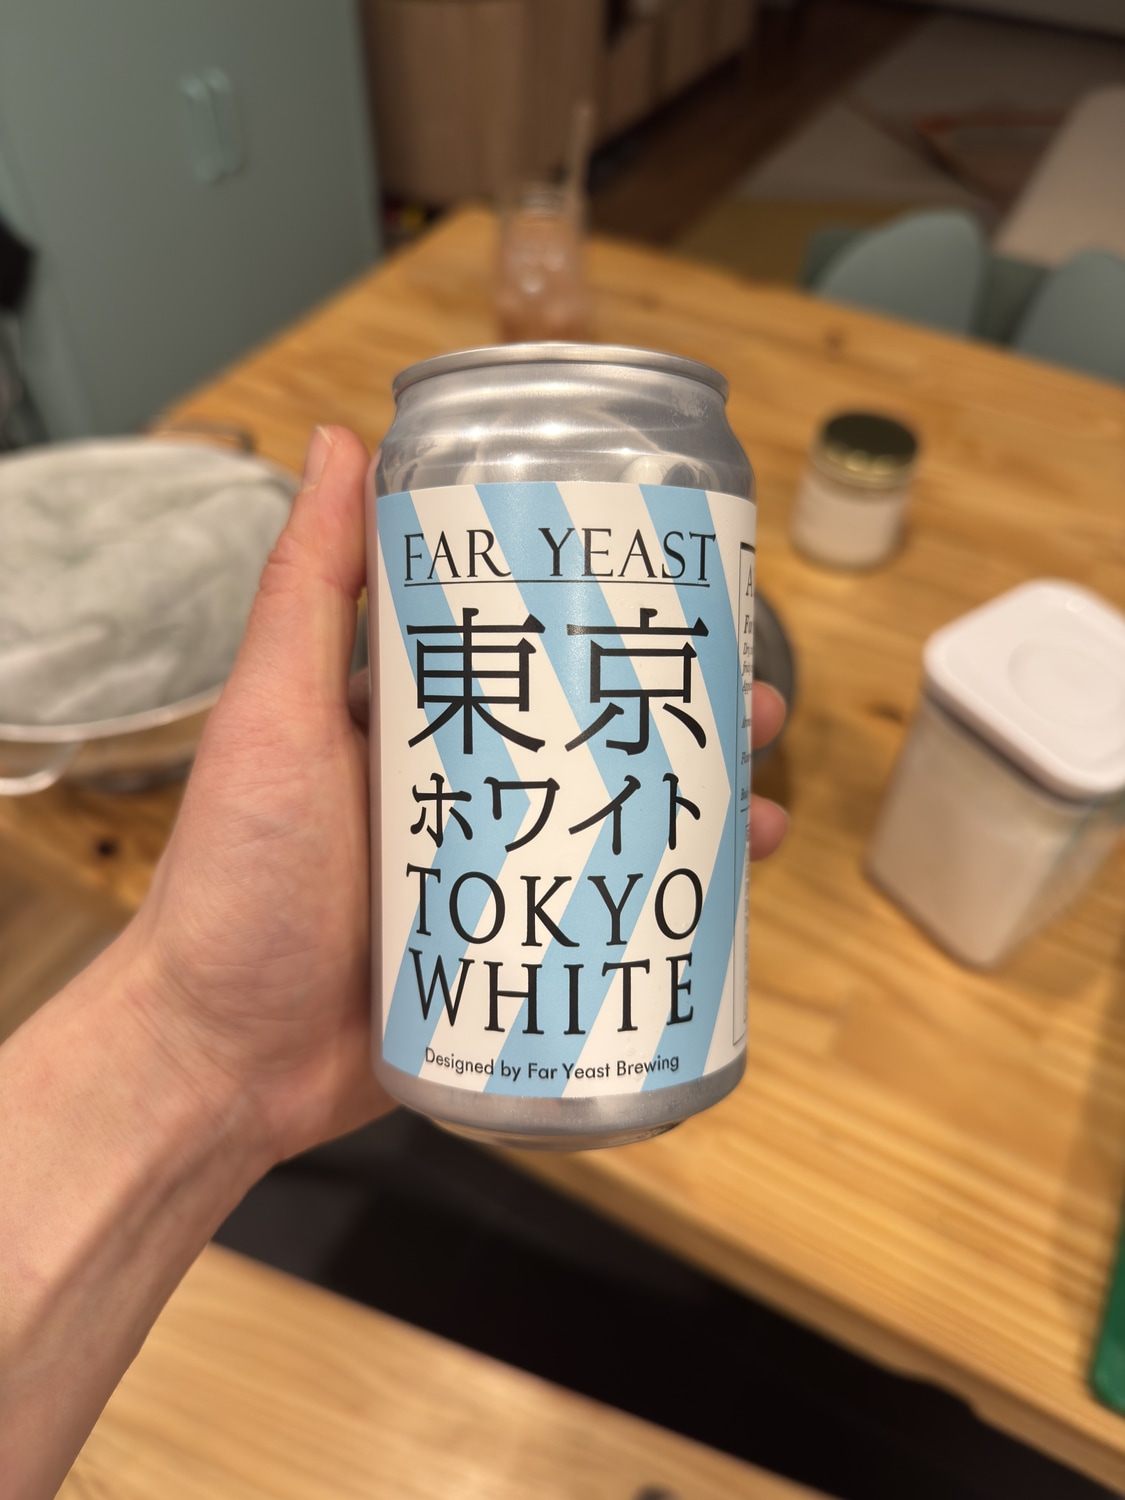 FAR YEAST
東京
ホワイト
TOKYO
WHITE
Designed by Far Yeast Brewing